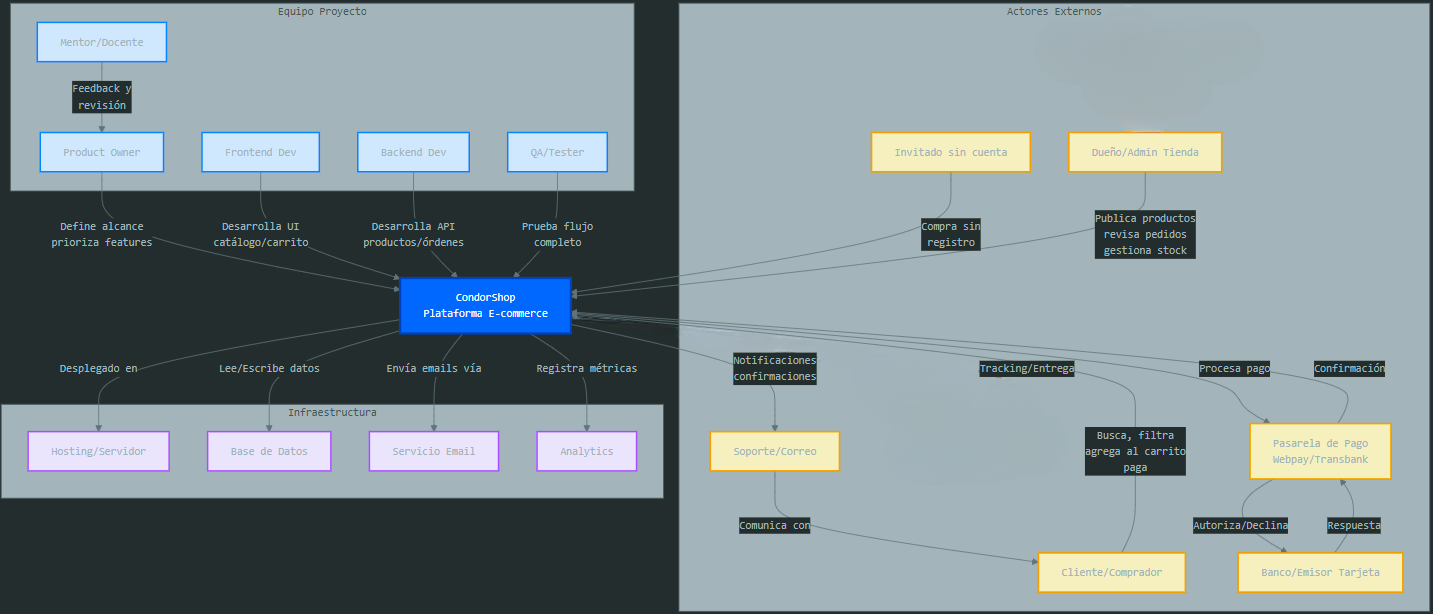 Equipo Proyecto
Actores Externos
Mentor/Docente
Feedback y
revisión
Product Owner
Frontend Dev
Backend Dev
QA/Tester
Invitado sin cuenta
Dueño/Admin Tienda
Define alcance
prioriza features
Desarrolla UI
catálogo/carrito
Desarrolla API
productos/órdenes
Prueba flujo
completo
Compra sin
registro
Publica productos
revisa pedidos
gestiona stock
CondorShop
Plataforma E-commerce
Desplegado en
Lee/Escribe datos
Envía emails vía
Registra métricas
Notificaciones
confirmaciones
Tracking/Entrega
Procesa pago
Confirmación
Infraestructura
Hosting/Servidor
Base de Datos
Servicio Email
Analytics
Soporte/Correo
Busca, filtra
agrega al carrito
paga
Pasarela de Pago
Webpay/Transbank
Comunica con
Autoriza/Declina
Respuesta
Cliente/Comprador
Banco/Emisor Tarjeta